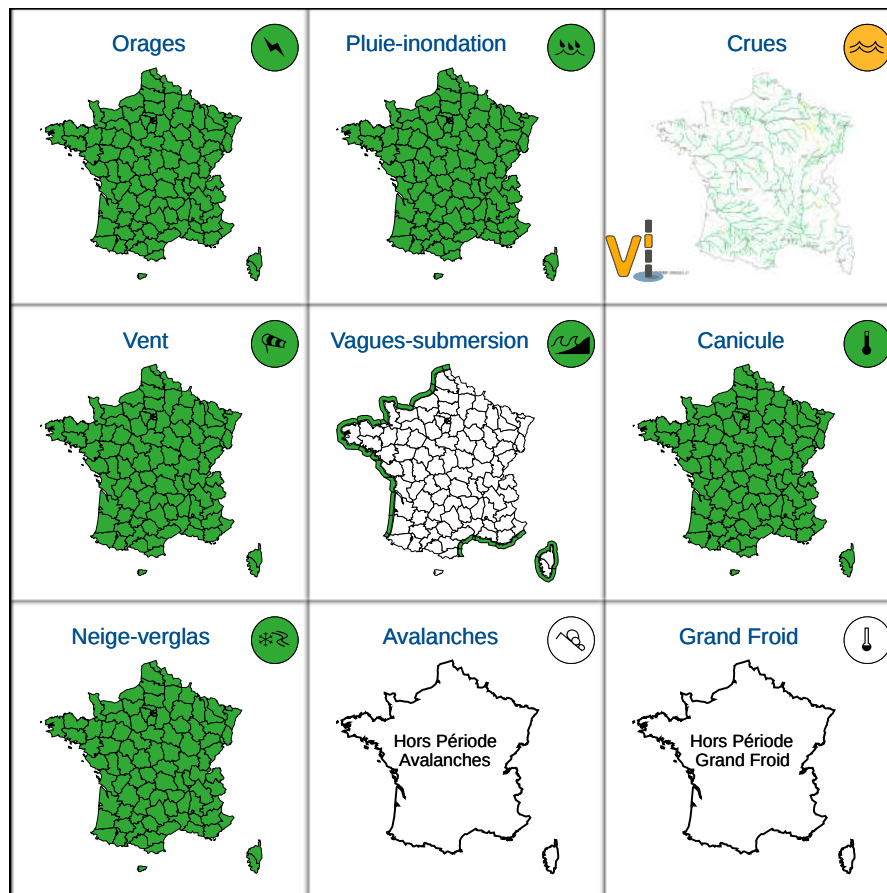 Orages
Pluie-inondation
Crues
Vi
Vent
Vagues-submersion
Canicule
Neige-verglas
Avalanches
Grand Froid
Hors Période
Avalanches
Hors Période
Grand Froid